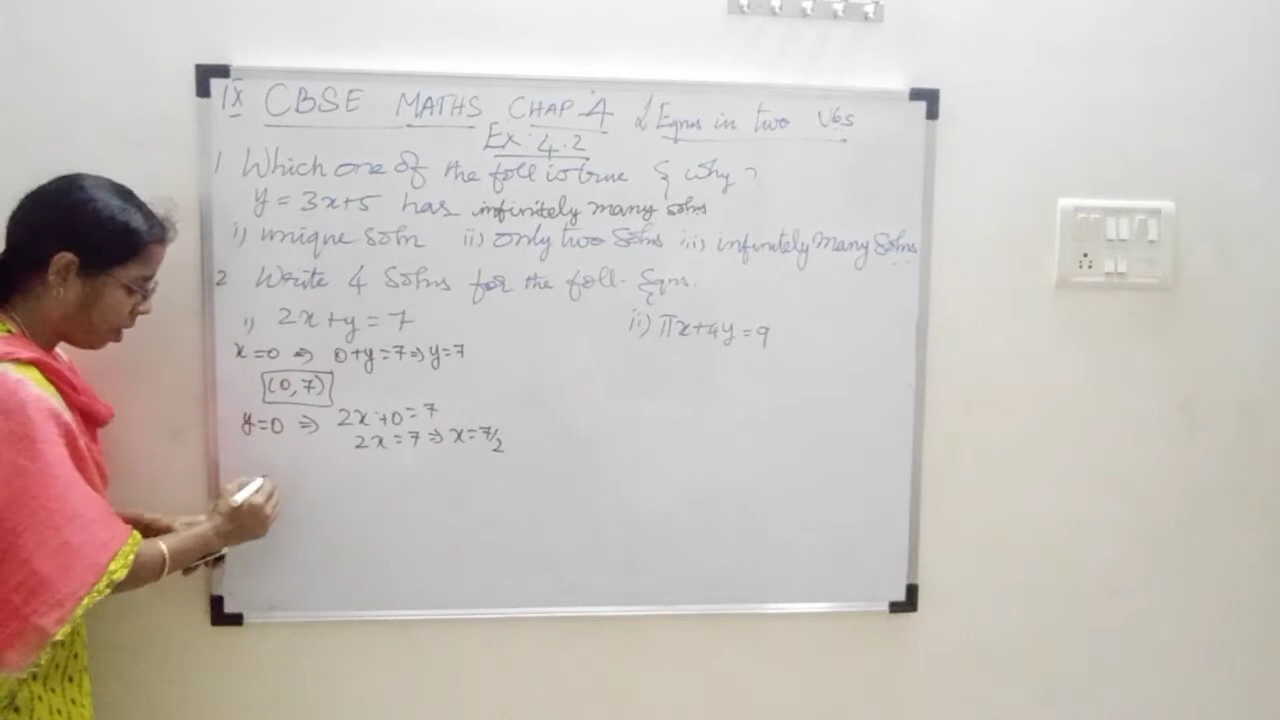 IX CBSE MATHS CHAP-4 L Eqns in two Vbs
Ex. 4.2
1 Which one of the foll is true & why?
y = 3x+5 has infinitely many solns
i) unique soln ii) only two Solns iii) infinitely many Solns
2 Write 4 Solns for the foll. Eqns.
i) 2x+y=7 ii) πx+4y=9
x=0 ⇒ 0+y=7⇒y=7
(0,7)
y=0 ⇒ 2x+0=7
2x=7⇒x=7/2